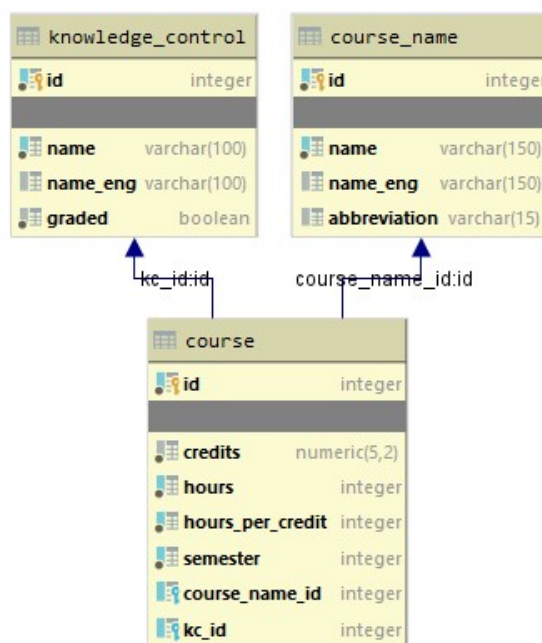 knowledge_control
id integer
name varchar(100)
name_eng varchar(100)
graded boolean
course_name
id integer
name varchar(150)
name_eng varchar(150)
abbreviation varchar(15)
kc_id:id
course_name_id:id
course
id integer
credits numeric(5,2)
hours integer
hours_per_credit integer
semester integer
course_name_id integer
kc_id integer